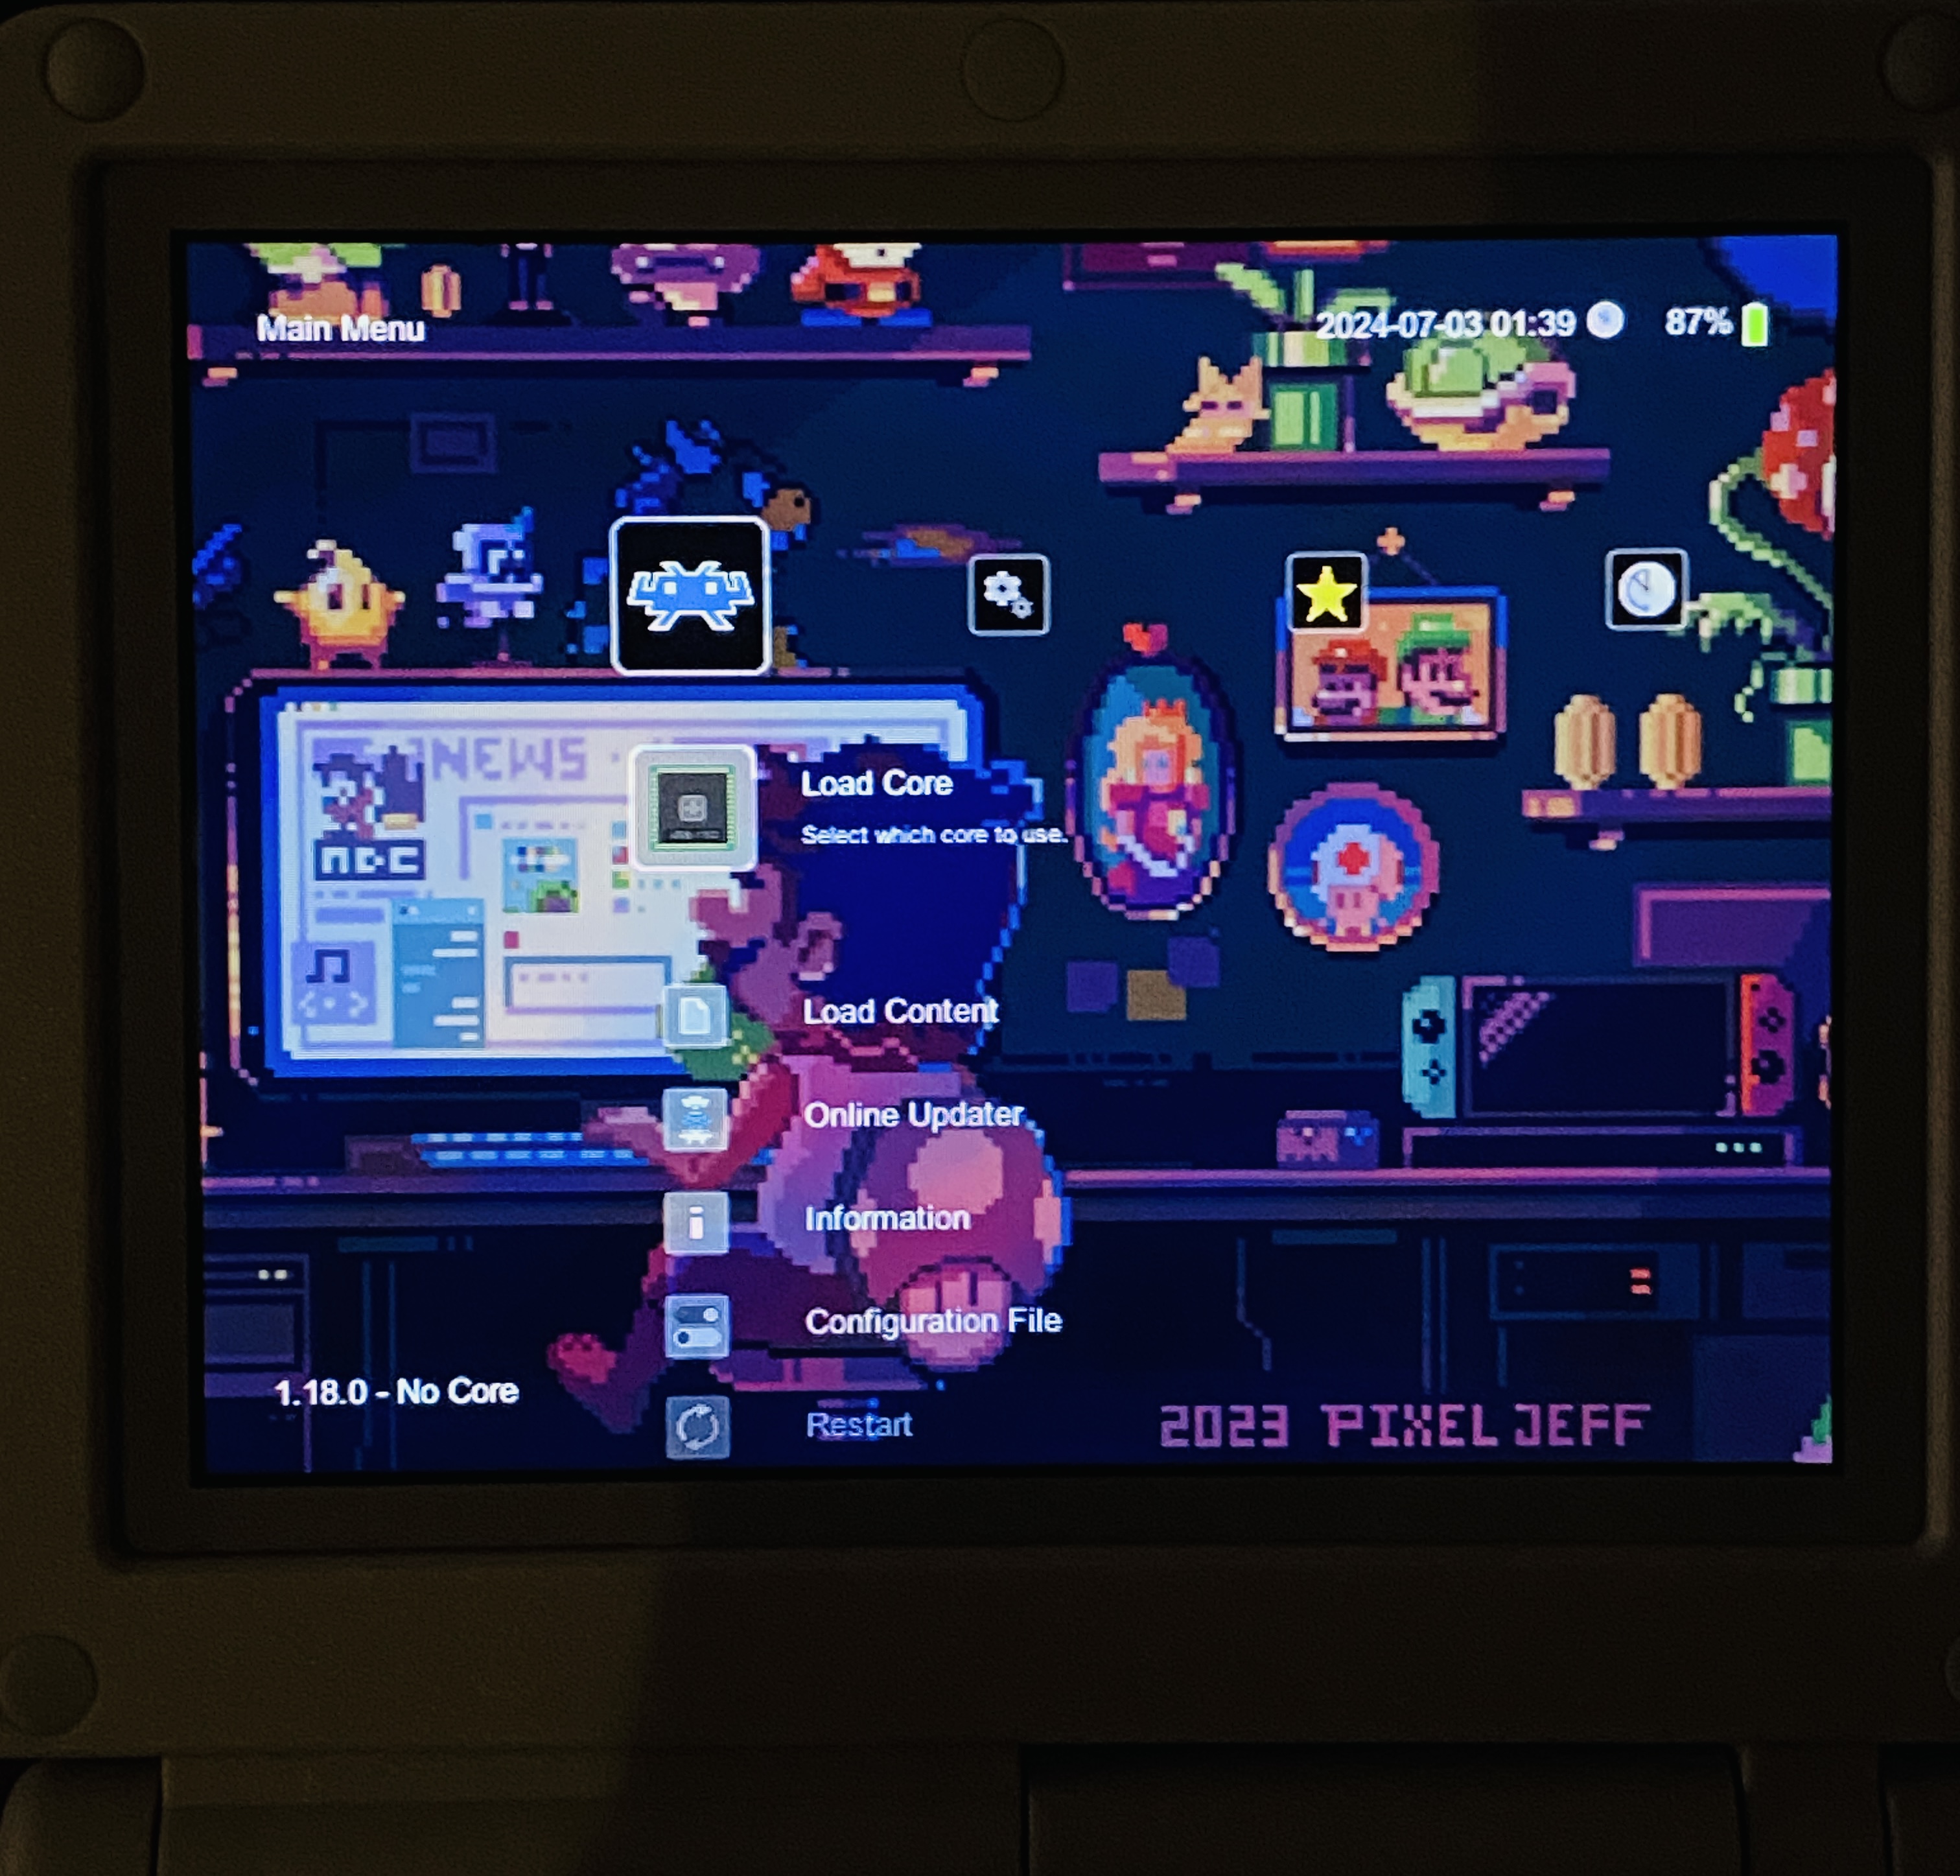 Main Menu
2024-07-03 01:39
87%
NEWS
Load Core
Select which core to use.
Load Content
Online Updater
Information
Configuration File
1.18.0 - No Core
Restart
2023 PIXEL JEFF